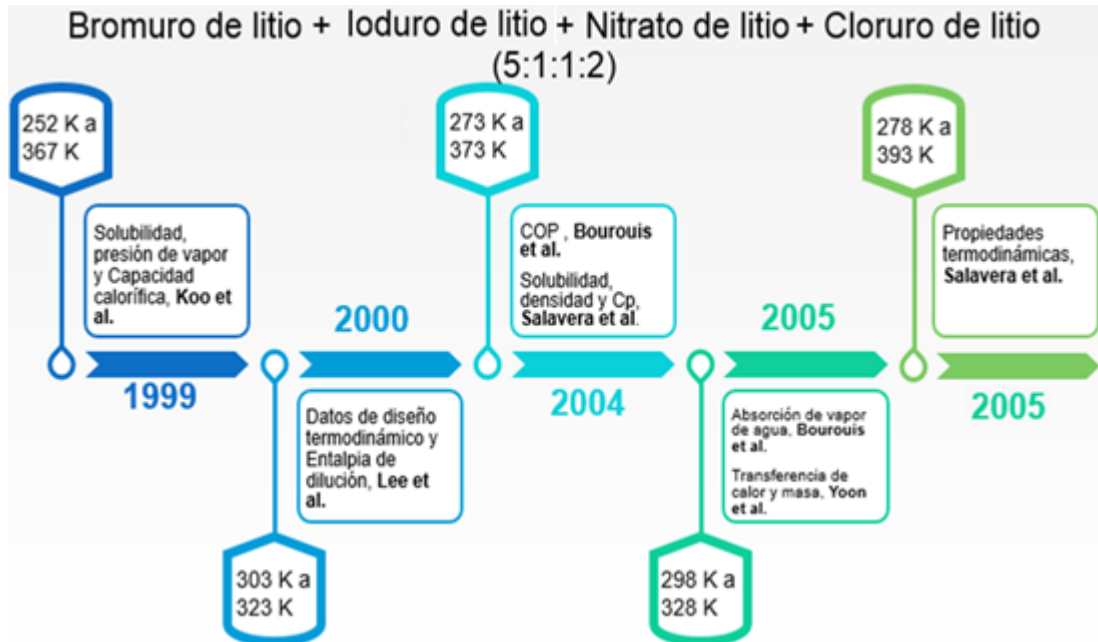 Bromuro de litio + Ioduro de litio + Nitrato de litio + Cloruro de litio
(5:1:1:2)
252 K a
367 K
Solubilidad,
presión de vapor
y Capacidad
calorífica, Koo et
al.
1999
2000
Datos de diseño
termodinámico y
Entalpia de
dilución, Lee et
al.
303 K a
323 K
273 K a
373 K
COP , Bourouis
et al.
Solubilidad,
densidad y Cp,
Salavera et al.
2004
2005
Absorción de vapor
de agua, Bourouis
et al.
Transferencia de
calor y masa, Yoon
et al.
298 K a
328 K
278 K a
393 K
Propiedades
termodinámicas,
Salavera et al.
2005